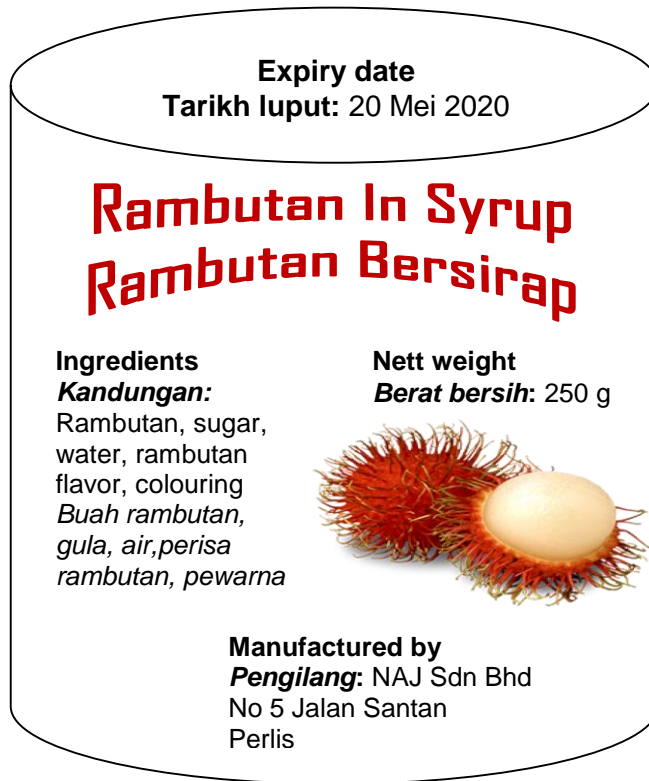 Expiry date
Tarikh luput: 20 Mei 2020
Rambutan In Syrup
Rambutan Bersirap
Ingredients
Kandungan:
Rambutan, sugar,
water, rambutan
flavor, colouring
Buah rambutan,
gula, air,perisa
rambutan, pewarna
Nett weight
Berat bersih: 250 g
Manufactured by
Pengilang: NAJ Sdn Bhd
No 5 Jalan Santan
Perlis